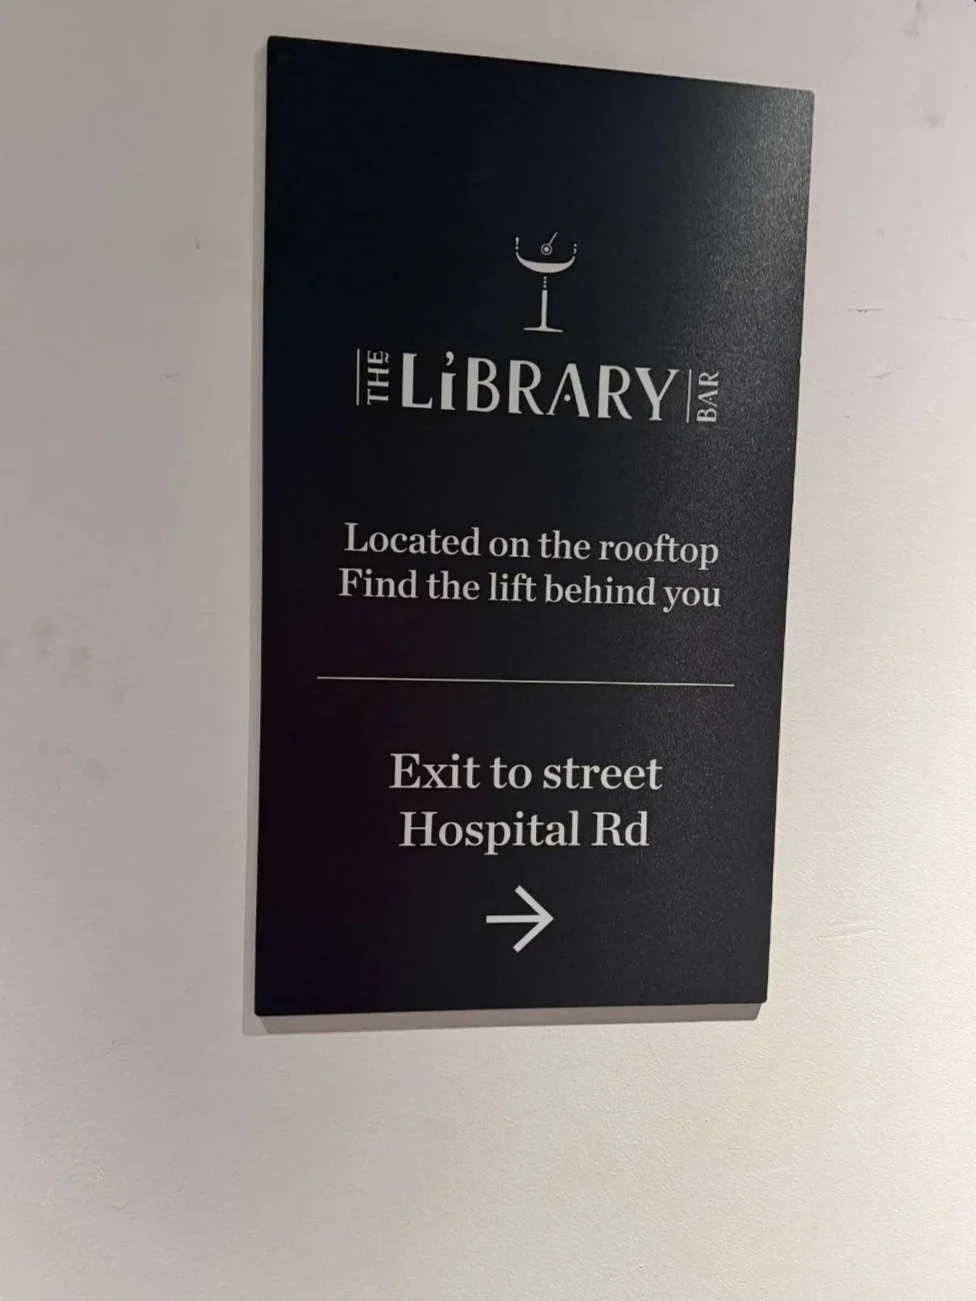 THE LiBRARY BAR
Located on the rooftop
Find the lift behind you
Exit to street
Hospital Rd